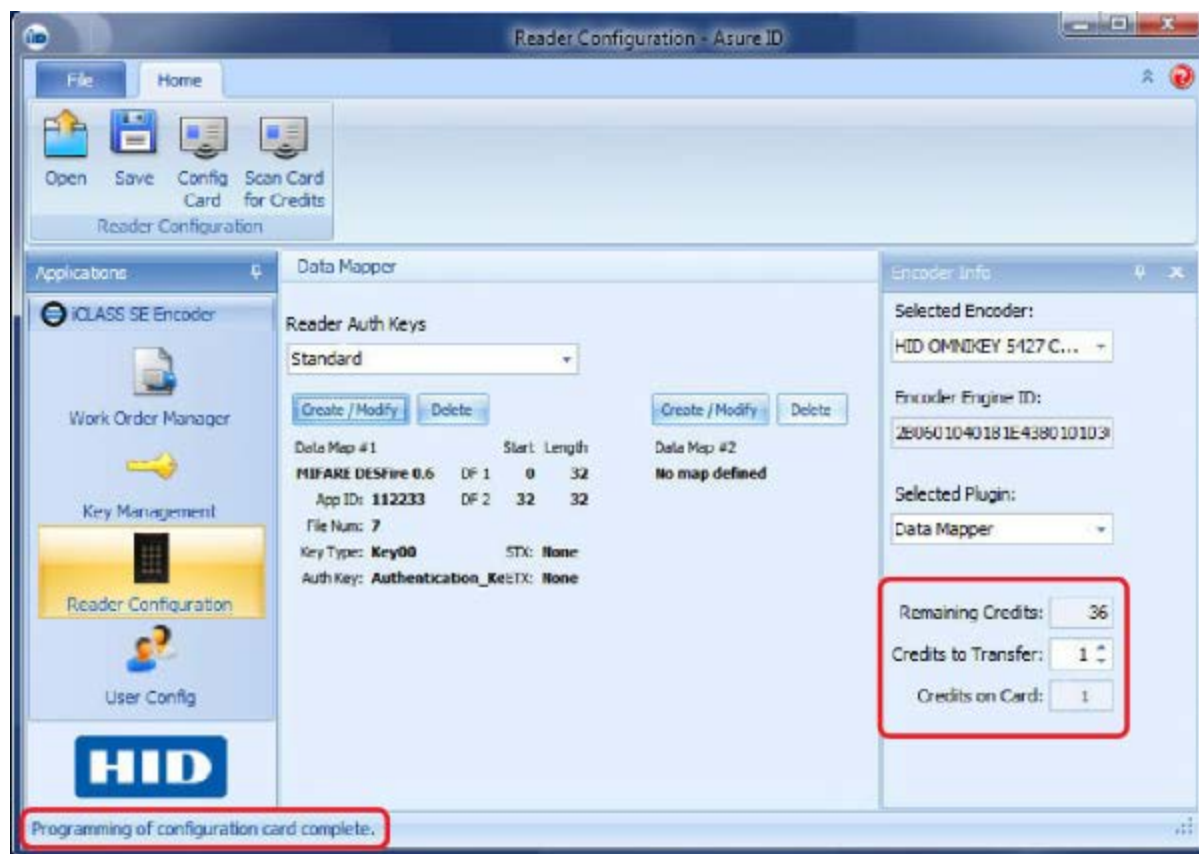 Reader Configuration - Asure ID
File Home
Open Save Config Card Scan Card for Credits
Reader Configuration
Applications
iCLASS SE Encoder
Work Order Manager
Key Management
Reader Configuration
User Config
HID
Data Mapper
Reader Auth Keys
Standard
Create / Modify Delete
Data Map #1 Start Length
MIFARE DESFire 0.6 DF 1 0 32
App ID: 112233 DF 2 32 32
File Num: 7
Key Type: Key00 STX: None
Auth Key: Authentication_Ke ETX: None
Create / Modify Delete
Data Map #2
No map defined
Encoder Info
Selected Encoder:
HID OMNIKEY 5427 C...
Encoder Engine ID:
2B0601040181E438010103
Selected Plugin:
Data Mapper
Remaining Credits: 36
Credits to Transfer: 1
Credits on Card: 1
Programming of configuration card complete.